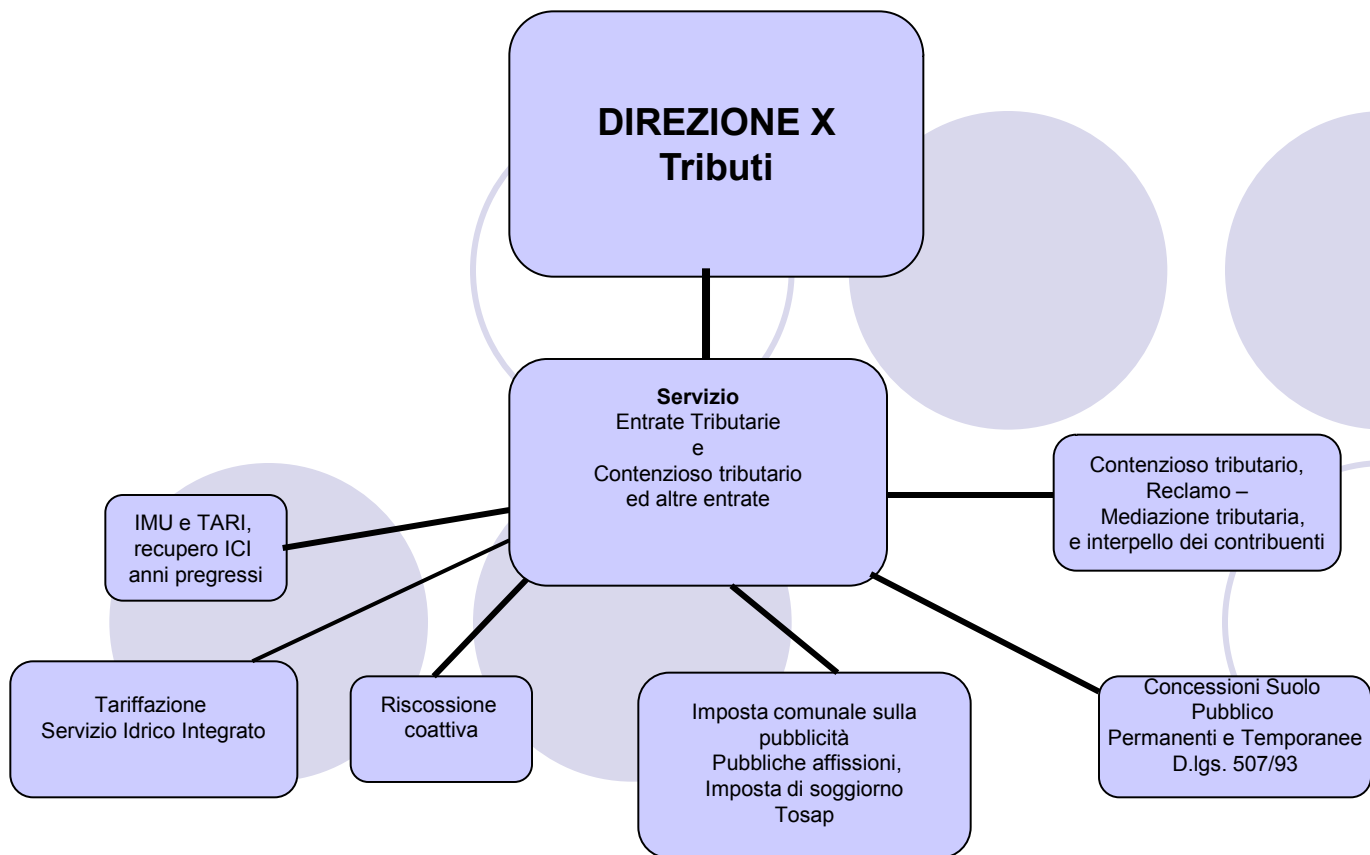 DIREZIONE X
Tributi
Servizio
Entrate Tributarie
e
Contenzioso tributario
ed altre entrate
Contenzioso tributario,
Reclamo –
Mediazione tributaria,
e interpello dei contribuenti
IMU e TARI,
recupero ICI
anni pregressi
Tariffazione
Servizio Idrico Integrato
Riscossione
coattiva
Imposta comunale sulla
pubblicità
Pubbliche affissioni,
Imposta di soggiorno
Tosap
Concessioni Suolo
Pubblico
Permanenti e Temporanee
D.lgs. 507/93